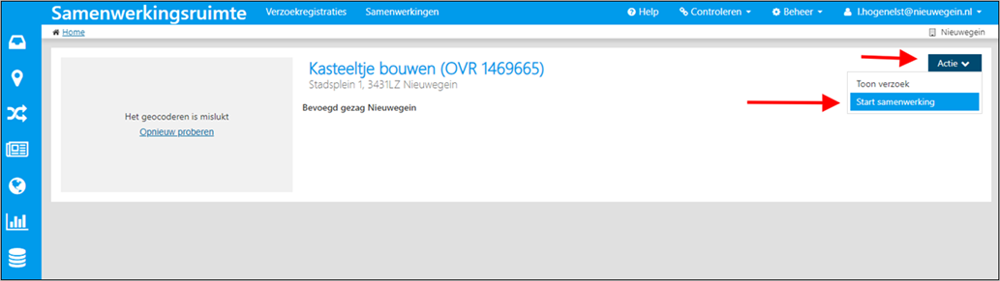 Samenwerkingsruimte Verzoekregistraties Samenwerkingen Help Controleren Beheer l.hogenelst@nieuwegein.nl
Home Nieuwegein
Kasteeltje bouwen (OVR 1469665)
Stadsplein 1, 3431LZ Nieuwegein
Bevoegd gezag Nieuwegein
Het geocoderen is mislukt
Opnieuw proberen
Actie
Toon verzoek
Start samenwerking